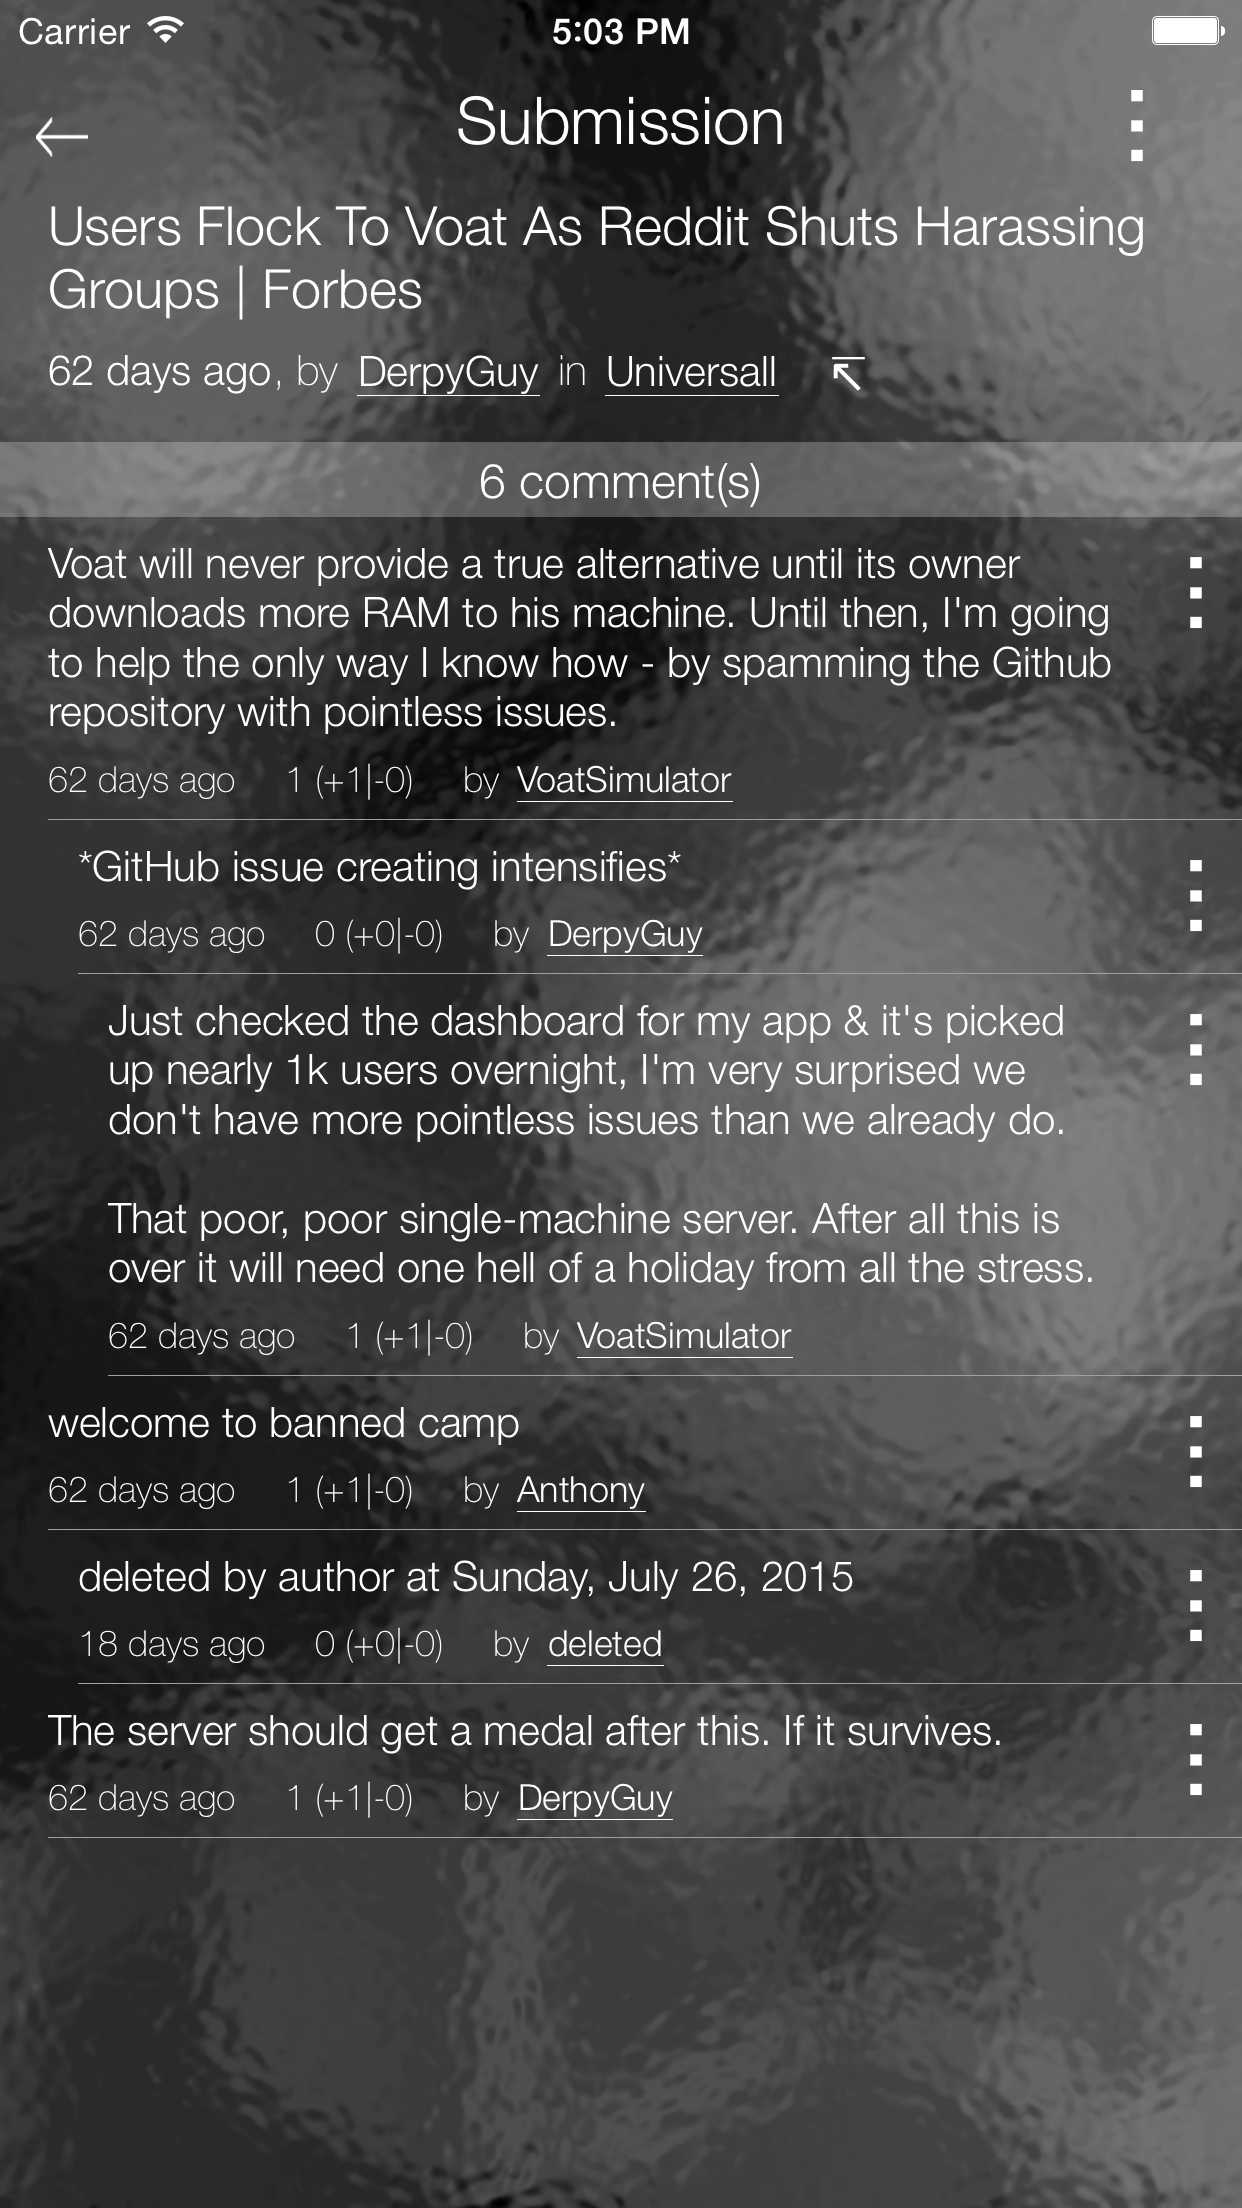 Carrier 5:03 PM
Submission
Users Flock To Voat As Reddit Shuts Harassing
Groups | Forbes
62 days ago, by DerpyGuy in Universall
6 comment(s)
Voat will never provide a true alternative until its owner
downloads more RAM to his machine. Until then, I'm going
to help the only way I know how - by spamming the Github
repository with pointless issues.
62 days ago 1 (+1|-0) by VoatSimulator
*GitHub issue creating intensifies*
62 days ago 0 (+0|-0) by DerpyGuy
Just checked the dashboard for my app & it's picked
up nearly 1k users overnight, I'm very surprised we
don't have more pointless issues than we already do.
That poor, poor single-machine server. After all this is
over it will need one hell of a holiday from all the stress.
62 days ago 1 (+1|-0) by VoatSimulator
welcome to banned camp
62 days ago 1 (+1|-0) by Anthony
deleted by author at Sunday, July 26, 2015
18 days ago 0 (+0|-0) by deleted
The server should get a medal after this. If it survives.
62 days ago 1 (+1|-0) by DerpyGuy